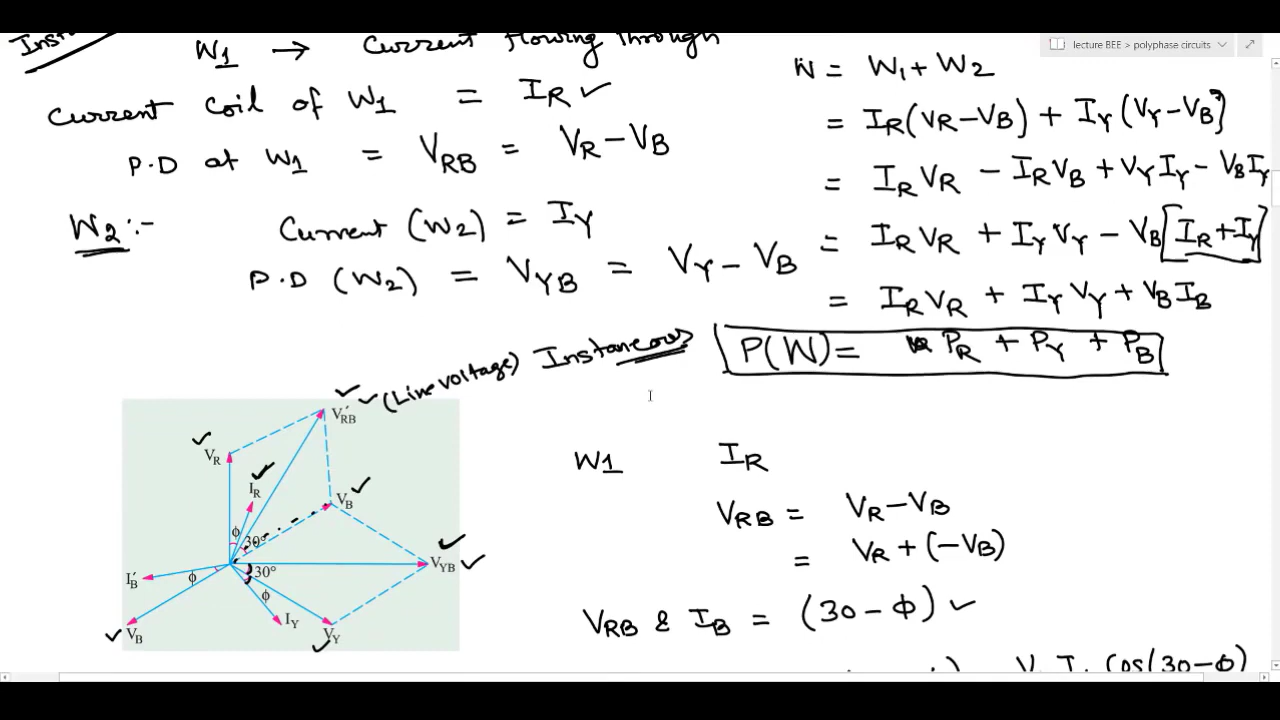 W1 → Current flowing through
Current coil of W1 = IR ✓
P.D at W1 = VRB = VR - VB
W2 :- Current (W2) = IY
P.D (W2) = VYB = VY - VB
(Line voltage) Instaneous
lecture BEE > polyphase circuits
W = W1 + W2
= IR(VR-VB) + IY(VY-VB)
= IRVR - IRVB + VYIY - VBIY
= IRVR + IYVY - VB[IR+IY]
= IRVR + IYVY + VBIB
P(W) = PR + PY + PB
V'RB
VR
IR
VB
φ
30°
VYB
30°
I'B
φ
φ
IY
VB
VY
W1 IR
VRB = VR-VB
= VR+(-VB)
VRB & IB = (30-φ) ✓
Cos(30-φ)